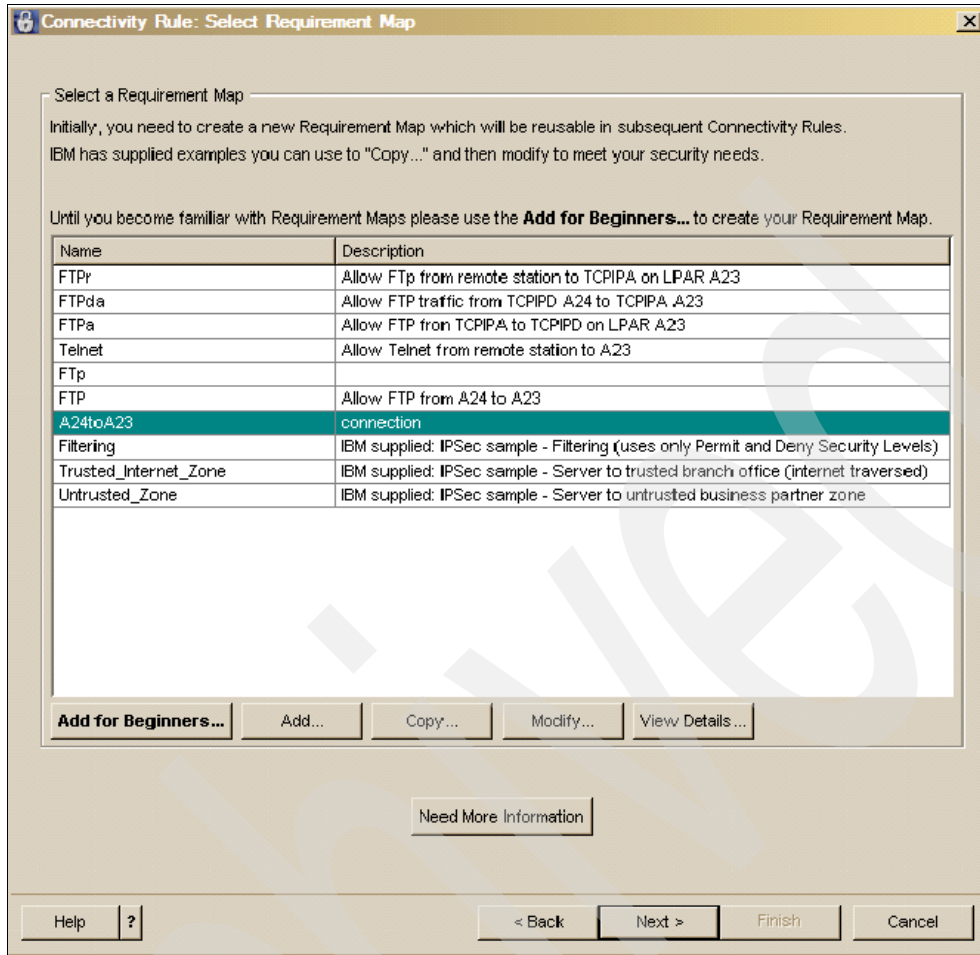 Connectivity Rule: Select Requirement Map
Select a Requirement Map
Initially, you need to create a new Requirement Map which will be reusable in subsequent Connectivity Rules.
IBM has supplied examples you can use to "Copy..." and then modify to meet your security needs.
Until you become familiar with Requirement Maps please use the Add for Beginners... to create your Requirement Map.
Name Description
FTPr Allow FTp from remote station to TCPIPA on LPAR A23
FTPda Allow FTP traffic from TCPIPD A24 to TCPIPA A23
FTPa Allow FTP fron TCPIPA to TCPIPD on LPAR A23
Telnet Allow Telnet from remote station to A23
FTp
FTP Allow FTP from A24 to A23
A24toA23 connection
Filtering IBM supplied: IPSec sample - Filtering (uses only Permit and Deny Security Levels)
Trusted_Internet_Zone IBM supplied: IPSec sample - Server to trusted branch office (internet traversed)
Untrusted_Zone IBM supplied: IPSec sample - Server to untrusted business partner zone
Add for Beginners... Add... Copy... Modify... View Details...
Need More Information
Help ? < Back Next > Finish Cancel